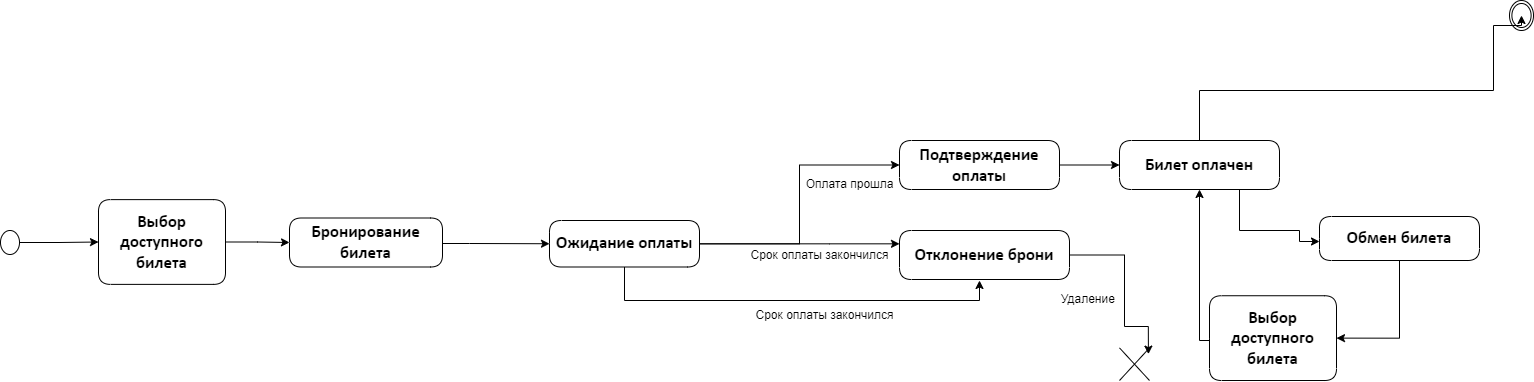 Выбор
доступного
билета
Бронирование
билета
Ожидание оплаты
Оплата прошла
Срок оплаты закончился
Срок оплаты закончился
Подтверждение
оплаты
Отклонение брони
Удаление
Билет оплачен
Обмен билета
Выбор
доступного
билета